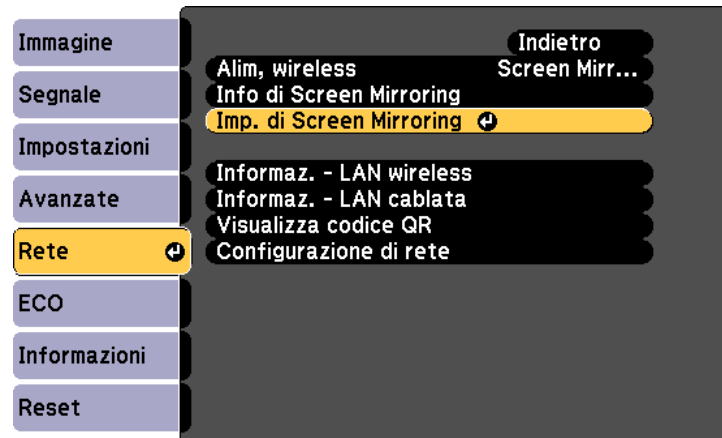 Immagine
Segnale
Impostazioni
Avanzate
Rete
ECO
Informazioni
Reset
Indietro
Alim, wireless Screen Mirr...
Info di Screen Mirroring
Imp. di Screen Mirroring
Informaz. - LAN wireless
Informaz. - LAN cablata
Visualizza codice QR
Configurazione di rete